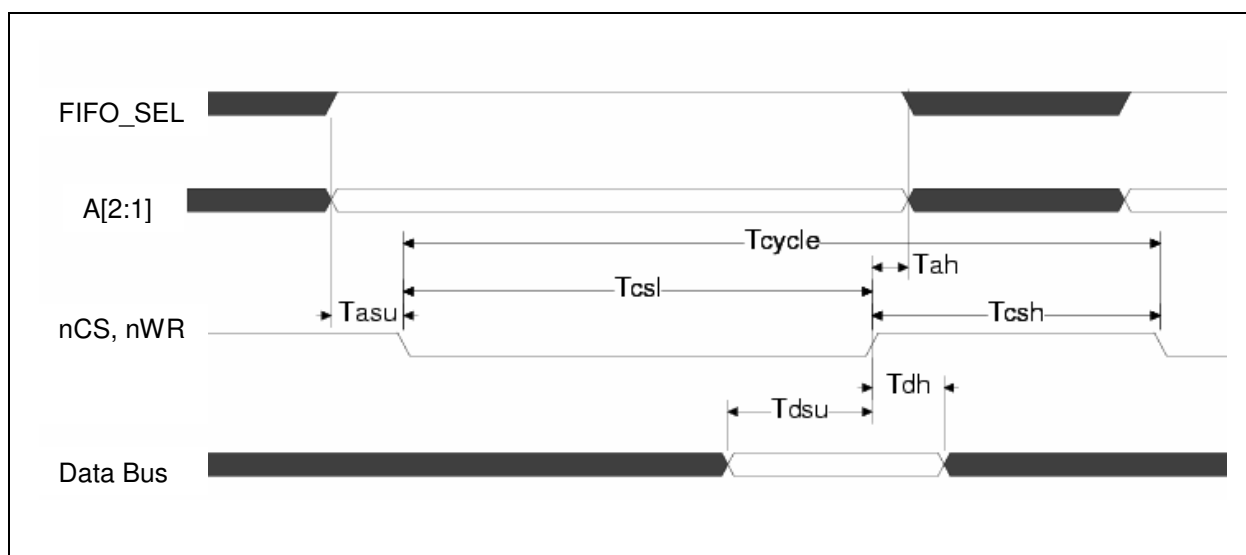 FIFO_SEL
A[2:1]
Tcycle
Tah
Tcsl
Tasu
Tcsh
nCS, nWR
Tdh
Tdsu
Data Bus